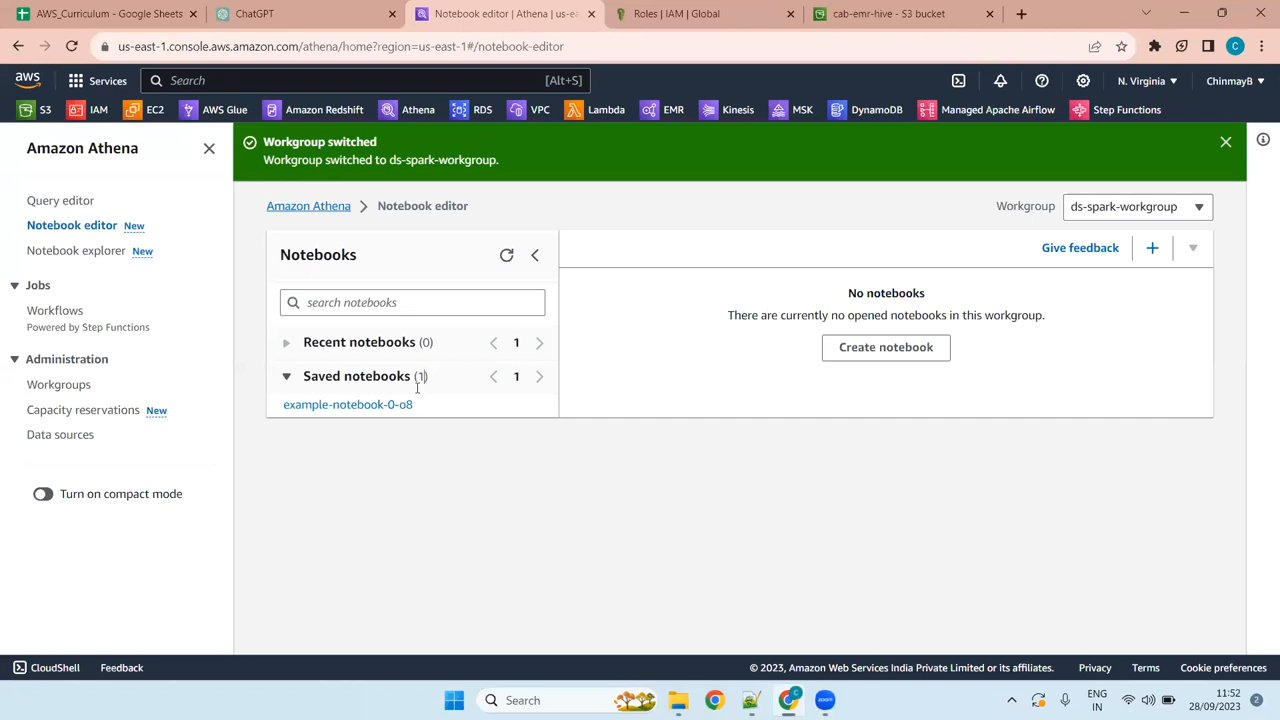 AWS_Curriculum - Google Sheets
ChatGPT
Notebook editor | Athena | us-ea
Roles | IAM | Global
cab-emr-hive - S3 bucket
us-east-1.console.aws.amazon.com/athena/home?region=us-east-1#/notebook-editor
C
aws
Services
Search
[Alt+S]
N. Virginia
ChinmayB
S3
IAM
EC2
AWS Glue
Amazon Redshift
Athena
RDS
VPC
Lambda
EMR
Kinesis
MSK
DynamoDB
Managed Apache Airflow
Step Functions
Amazon Athena
Query editor
Notebook editor New
Notebook explorer New
Jobs
Workflows
Powered by Step Functions
Administration
Workgroups
Capacity reservations New
Data sources
Turn on compact mode
Workgroup switched
Workgroup switched to ds-spark-workgroup.
Amazon Athena > Notebook editor
Workgroup ds-spark-workgroup
Notebooks
search notebooks
Recent notebooks (0) 1
Saved notebooks (1) 1
example-notebook-0-o8
Give feedback
No notebooks
There are currently no opened notebooks in this workgroup.
Create notebook
CloudShell
Feedback
© 2023, Amazon Web Services India Private Limited or its affiliates.
Privacy
Terms
Cookie preferences
Search
C
zoom
ENG
IN
11:52
28/09/2023
2